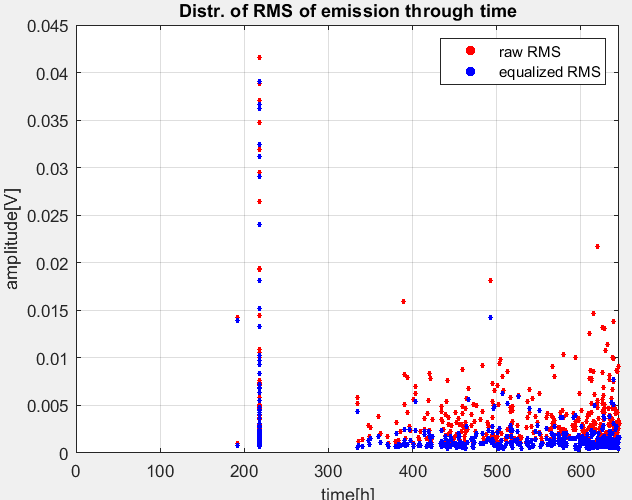 Distr. of RMS of emission through time
0.045
0.04
0.035
0.03
0.025
0.02
0.015
0.01
0.005
0
amplitude[V]
raw RMS
equalized RMS
0 100 200 300 400 500 600
time[h]